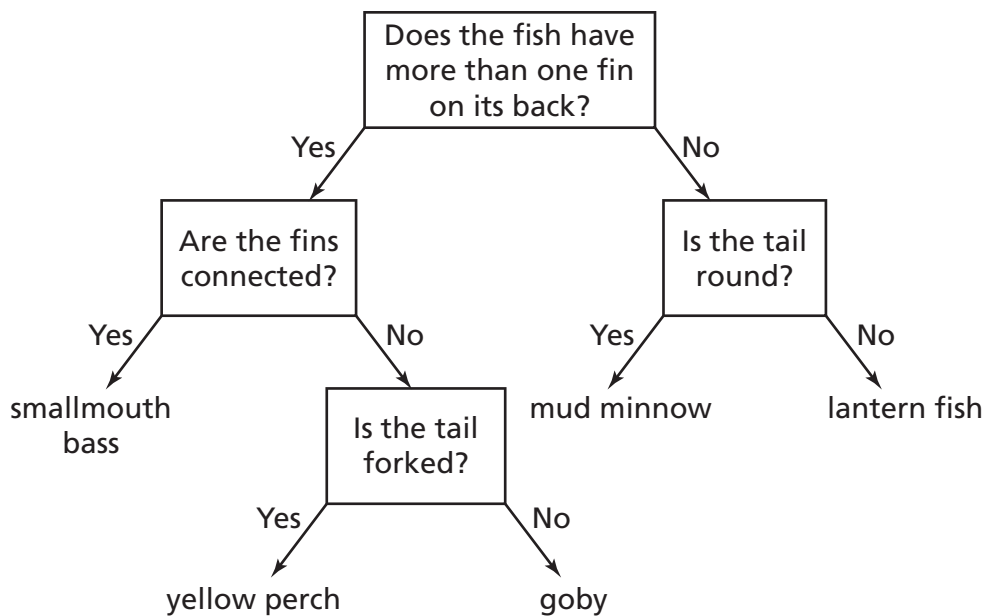 Does the fish have
more than one fin
on its back?
Yes
No
Are the fins
connected?
Is the tail
round?
Yes
No
Yes
No
smallmouth
bass
Is the tail
forked?
mud minnow
lantern fish
Yes
No
yellow perch
goby